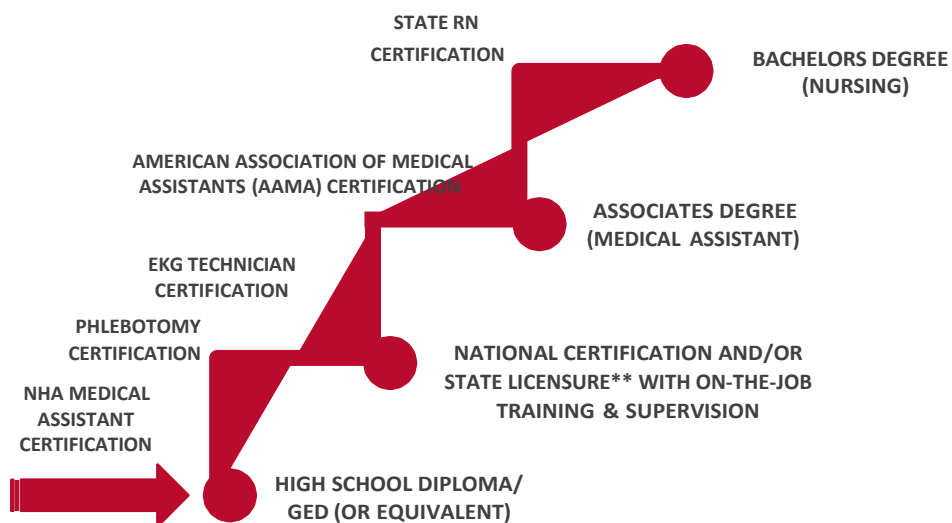 STATE RN
CERTIFICATION
BACHELORS DEGREE
(NURSING)
AMERICAN ASSOCIATION OF MEDICAL
ASSISTANTS (AAMA) CERTIFICATION
ASSOCIATES DEGREE
(MEDICAL ASSISTANT)
EKG TECHNICIAN
CERTIFICATION
PHLEBOTOMY
CERTIFICATION
NATIONAL CERTIFICATION AND/OR
STATE LICENSURE** WITH ON-THE-JOB
TRAINING & SUPERVISION
NHA MEDICAL
ASSISTANT
CERTIFICATION
HIGH SCHOOL DIPLOMA/
GED (OR EQUIVALENT)